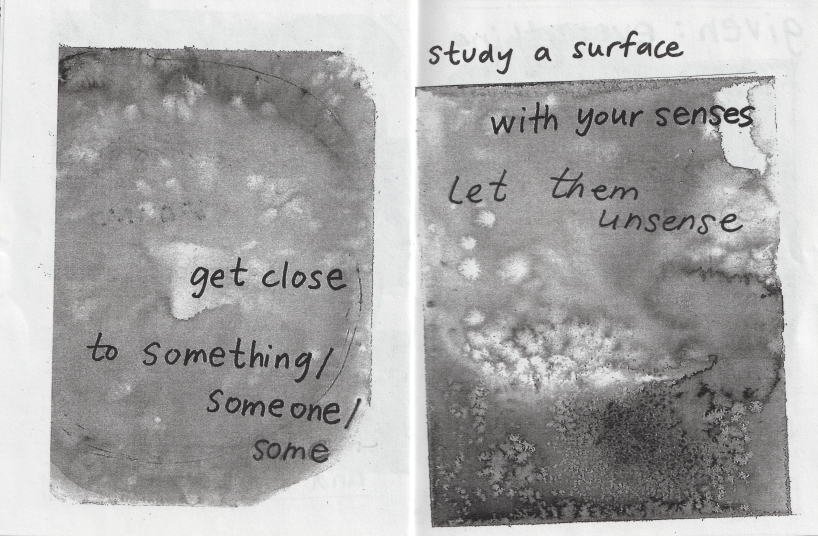 get close
to something/
someone/
some
study a surface
with your senses
Let them
unsense